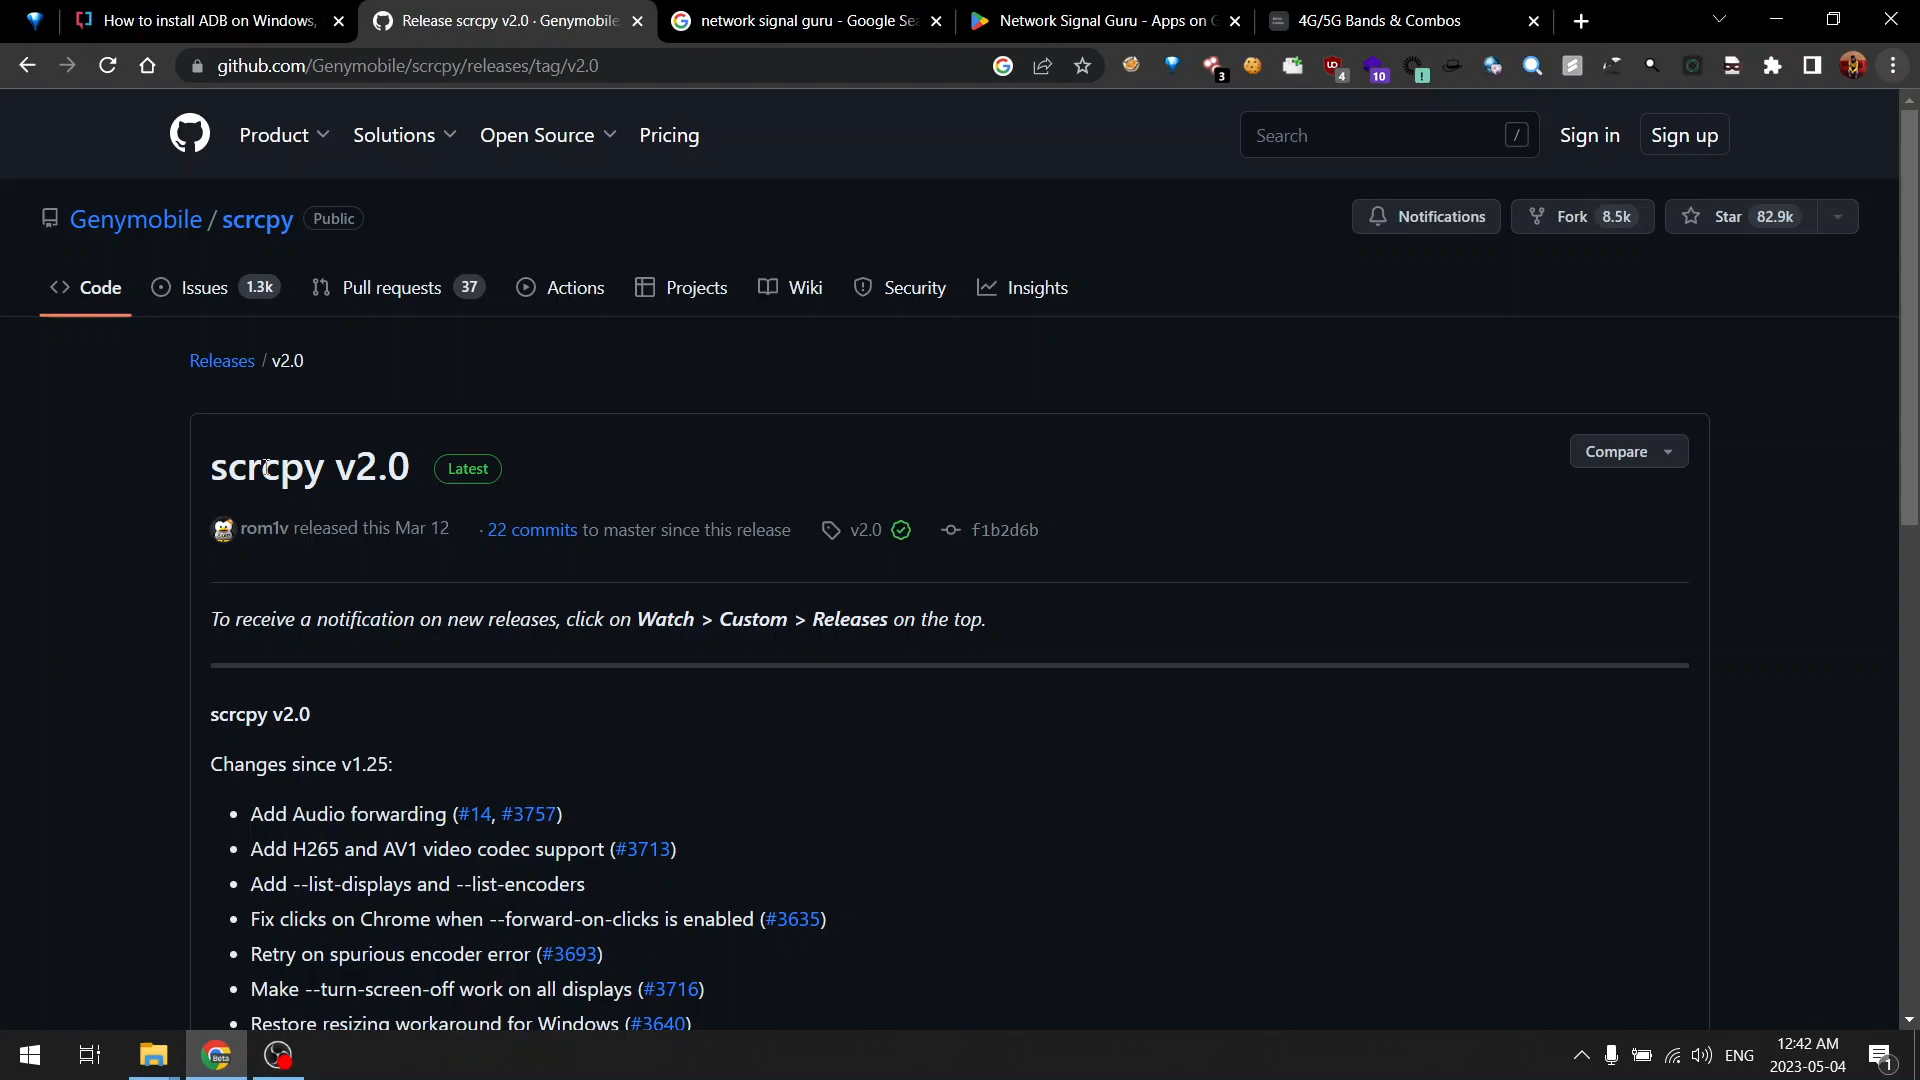 How to install ADB on Windows,
Release scrcpy v2.0 · Genymobile
network signal guru - Google Sea
Network Signal Guru - Apps on G
4G/5G Bands & Combos
github.com/Genymobile/scrcpy/releases/tag/v2.0
3
4
10
!
Product
Solutions
Open Source
Pricing
Search
/
Sign in
Sign up
Genymobile / scrcpy
Public
Notifications
Fork 8.5k
Star 82.9k
Code
Issues 1.3k
Pull requests 37
Actions
Projects
Wiki
Security
Insights
Releases / v2.0
scrcpy v2.0
Latest
Compare
rom1v released this Mar 12
· 22 commits to master since this release
v2.0
f1b2d6b
To receive a notification on new releases, click on Watch > Custom > Releases on the top.
scrcpy v2.0
Changes since v1.25:
• Add Audio forwarding (#14, #3757)
• Add H265 and AV1 video codec support (#3713)
• Add --list-displays and --list-encoders
• Fix clicks on Chrome when --forward-on-clicks is enabled (#3635)
• Retry on spurious encoder error (#3693)
• Make --turn-screen-off work on all displays (#3716)
• Restore resizing workaround for Windows (#3640)
Beta
ENG
12:42 AM
2023-05-04
1